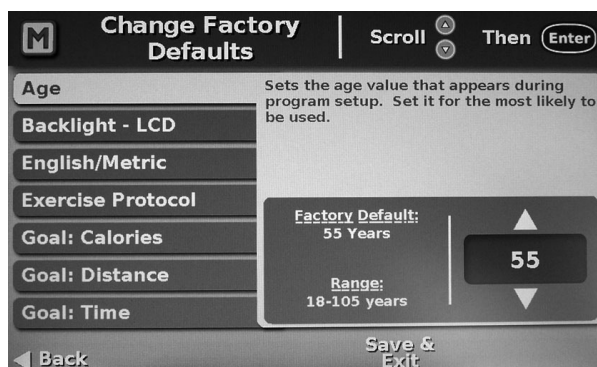 M
Change Factory
Defaults
Scroll
Then Enter
Age
Backlight - LCD
English/Metric
Exercise Protocol
Goal: Calories
Goal: Distance
Goal: Time
Sets the age value that appears during
program setup. Set it for the most likely to
be used.
Factory Default:
55 Years
Range:
18-105 years
55
Back
Save &
Exit